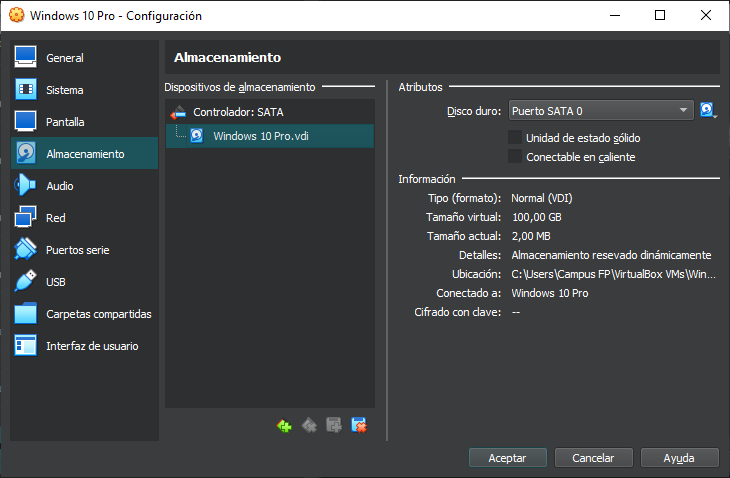 Windows 10 Pro - Configuración
General
Sistema
Pantalla
Almacenamiento
Audio
Red
Puertos serie
USB
Carpetas compartidas
Interfaz de usuario
Almacenamiento
Dispositivos de almacenamiento
Controlador: SATA
Windows 10 Pro.vdi
Atributos
Disco duro: Puerto SATA 0
Unidad de estado sólido
Conectable en caliente
Información
Tipo (formato): Normal (VDI)
Tamaño virtual: 100,00 GB
Tamaño actual: 2,00 MB
Detalles: Almacenamiento resevado dinámicamente
Ubicación: C:\Users\Campus FP\VirtualBox VMs\Win...
Conectado a: Windows 10 Pro
Cifrado con clave: --
Aceptar
Cancelar
Ayuda